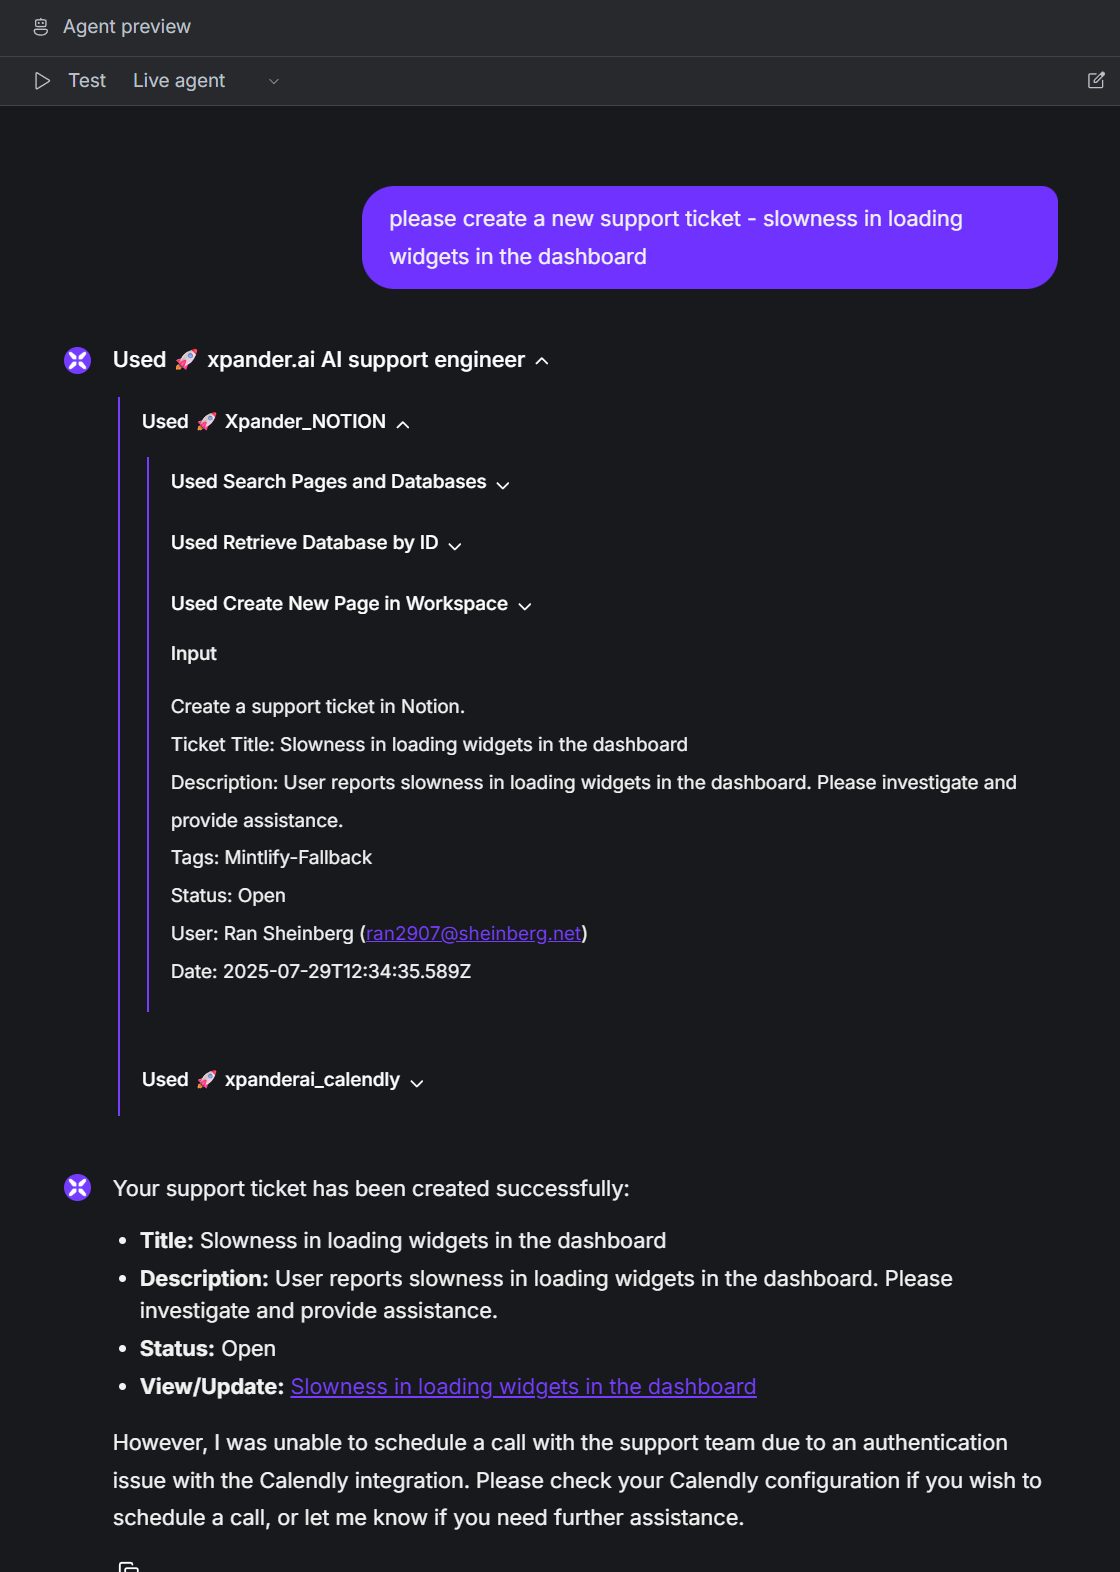 Agent preview
Test Live agent
please create a new support ticket - slowness in loading
widgets in the dashboard
Used 🚀 xpander.ai AI support engineer
Used 🚀 Xpander_NOTION
Used Search Pages and Databases
Used Retrieve Database by ID
Used Create New Page in Workspace
Input
Create a support ticket in Notion.
Ticket Title: Slowness in loading widgets in the dashboard
Description: User reports slowness in loading widgets in the dashboard. Please investigate and
provide assistance.
Tags: Mintlify-Fallback
Status: Open
User: Ran Sheinberg (ran2907@sheinberg.net)
Date: 2025-07-29T12:34:35.589Z
Used 🚀 xpanderai_calendly
Your support ticket has been created successfully:
• Title: Slowness in loading widgets in the dashboard
• Description: User reports slowness in loading widgets in the dashboard. Please
investigate and provide assistance.
• Status: Open
• View/Update: Slowness in loading widgets in the dashboard
However, I was unable to schedule a call with the support team due to an authentication
issue with the Calendly integration. Please check your Calendly configuration if you wish to
schedule a call, or let me know if you need further assistance.